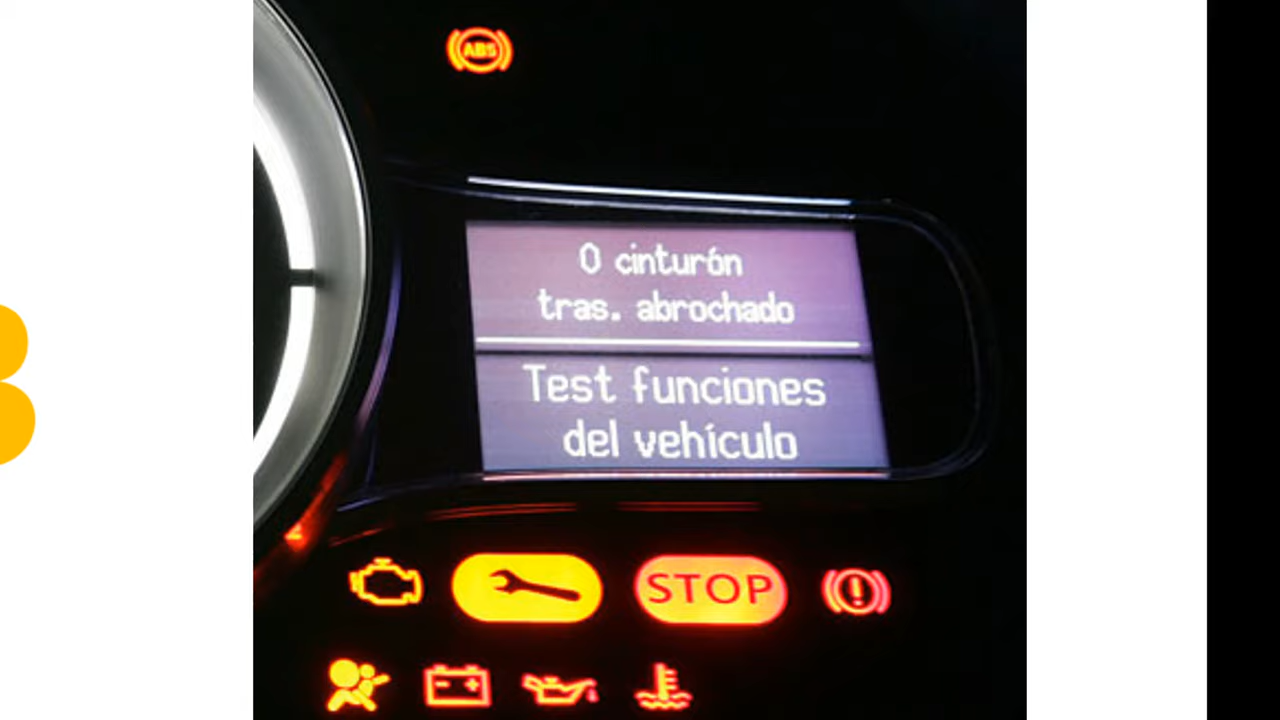 ABS
0 cinturón
tras. abrochado
Test funciones
del vehículo
STOP